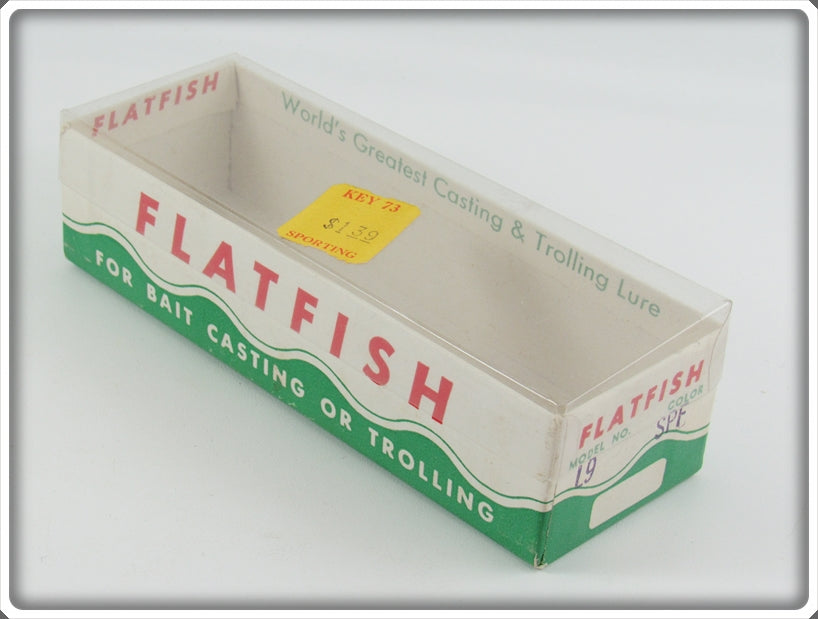 FLATFISH
World's Greatest Casting & Trolling Lure
KEY 73
$1.39
SPORTING
FLATFISH
FOR BAIT CASTING OR TROLLING
FLATFISH
MODEL NO. COLOR
L9 SPF